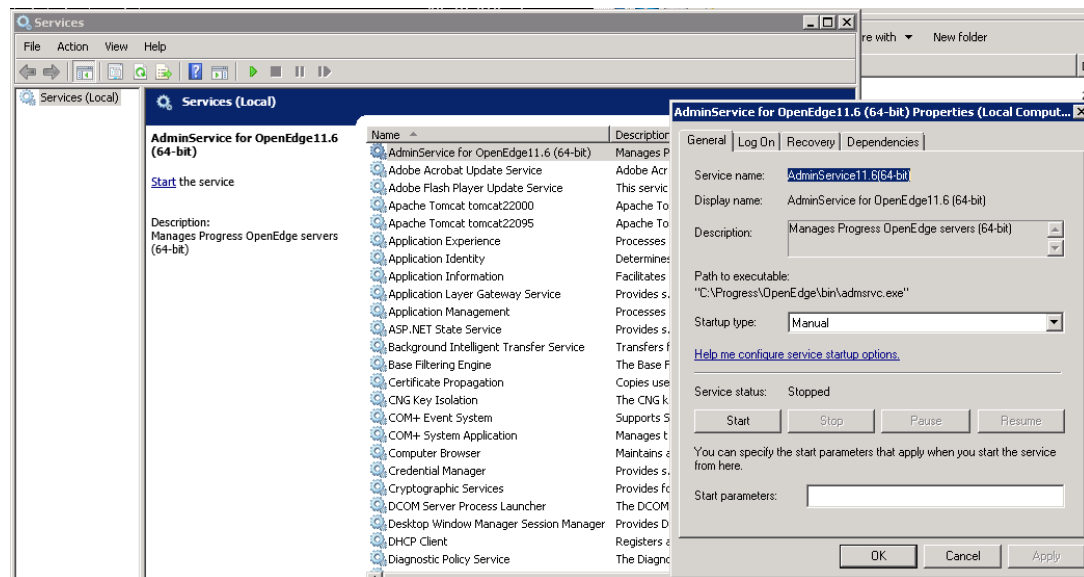 Services
File Action View Help
Services (Local)
Services (Local)
AdminService for OpenEdge11.6
(64-bit)
Start the service
Description:
Manages Progress OpenEdge servers
(64-bit)
Name Description
AdminService for OpenEdge11.6 (64-bit) Manages P
Adobe Acrobat Update Service Adobe Acr
Adobe Flash Player Update Service This servic
Apache Tomcat tomcat22000 Apache To
Apache Tomcat tomcat22095 Apache To
Application Experience Processes
Application Identity Determines
Application Information Facilitates
Application Layer Gateway Service Provides s.
Application Management Processes
ASP.NET State Service Provides s.
Background Intelligent Transfer Service Transfers f
Base Filtering Engine The Base F
Certificate Propagation Copies use
CNG Key Isolation The CNG k
COM+ Event System Supports S
COM+ System Application Manages t
Computer Browser Maintains a
Credential Manager Provides s.
Cryptographic Services Provides fo
DCOM Server Process Launcher The DCOM
Desktop Window Manager Session Manager Provides D
DHCP Client Registers a
Diagnostic Policy Service The Diagno
re with New folder
AdminService for OpenEdge11.6 (64-bit) Properties (Local Comput...
General Log On Recovery Dependencies
Service name: AdminService11.6(64-bit)
Display name: AdminService for OpenEdge11.6 (64-bit)
Description: Manages Progress OpenEdge servers (64-bit)
Path to executable:
"C:\Progress\OpenEdge\bin\admsrvc.exe"
Startup type: Manual
Help me configure service startup options.
Service status: Stopped
Start Stop Pause Resume
You can specify the start parameters that apply when you start the service
from here.
Start parameters:
OK Cancel Apply